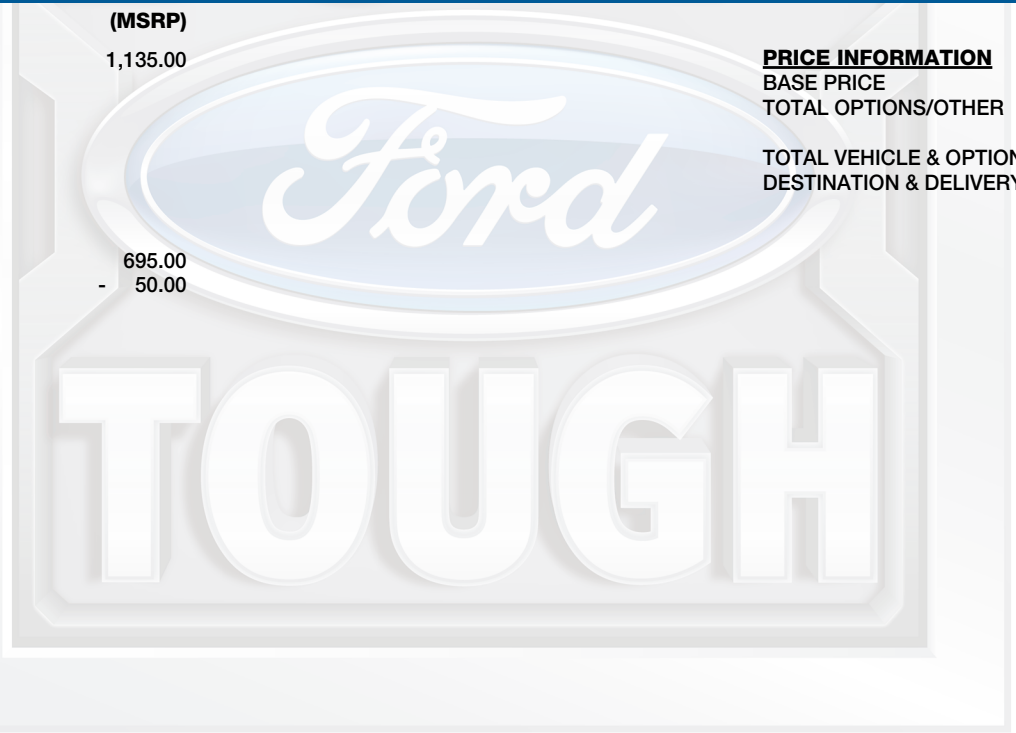 (MSRP)
1,135.00
695.00
- 50.00
PRICE INFORMATION
BASE PRICE
TOTAL OPTIONS/OTHER
TOTAL VEHICLE & OPTION
DESTINATION & DELIVERY
Ford
TOUGH